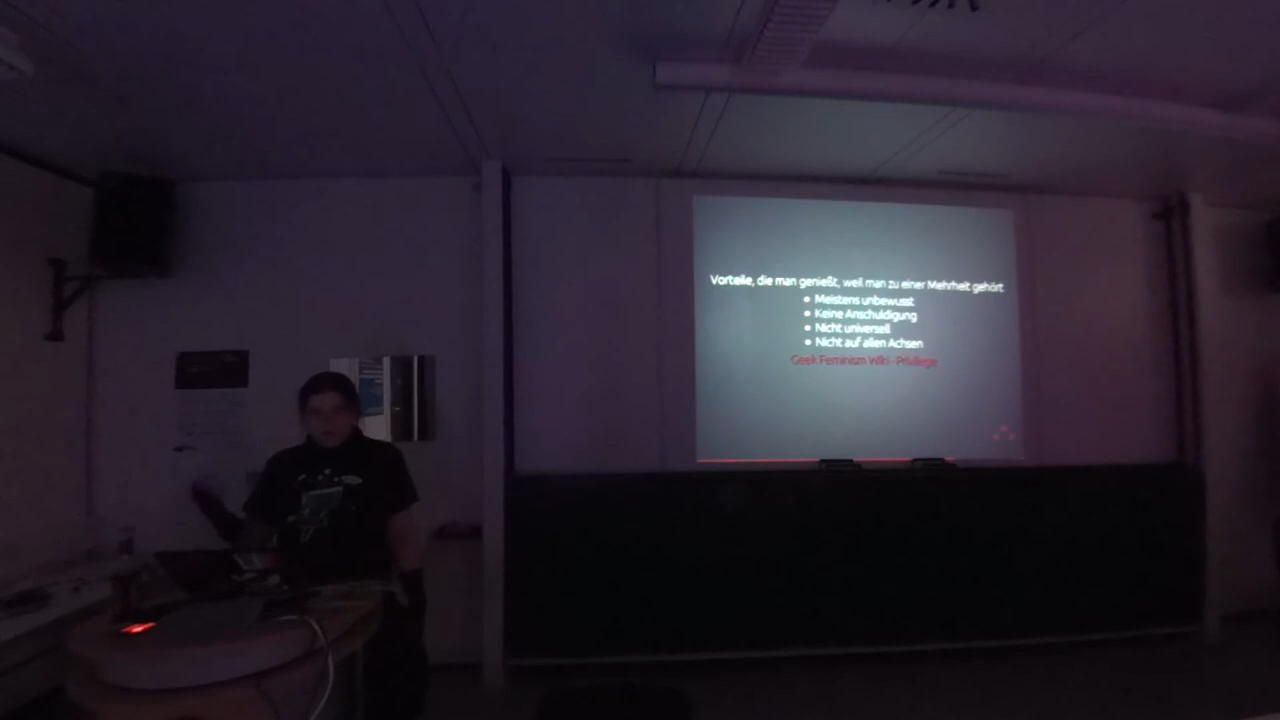 Vorteile, die man genießt, weil man zu einer Mehrheit gehört
• Meistens unbewusst
• Keine Anschuldigung
• Nicht universell
• Nicht auf allen Achsen
Geek Feminism Wiki - Privilege